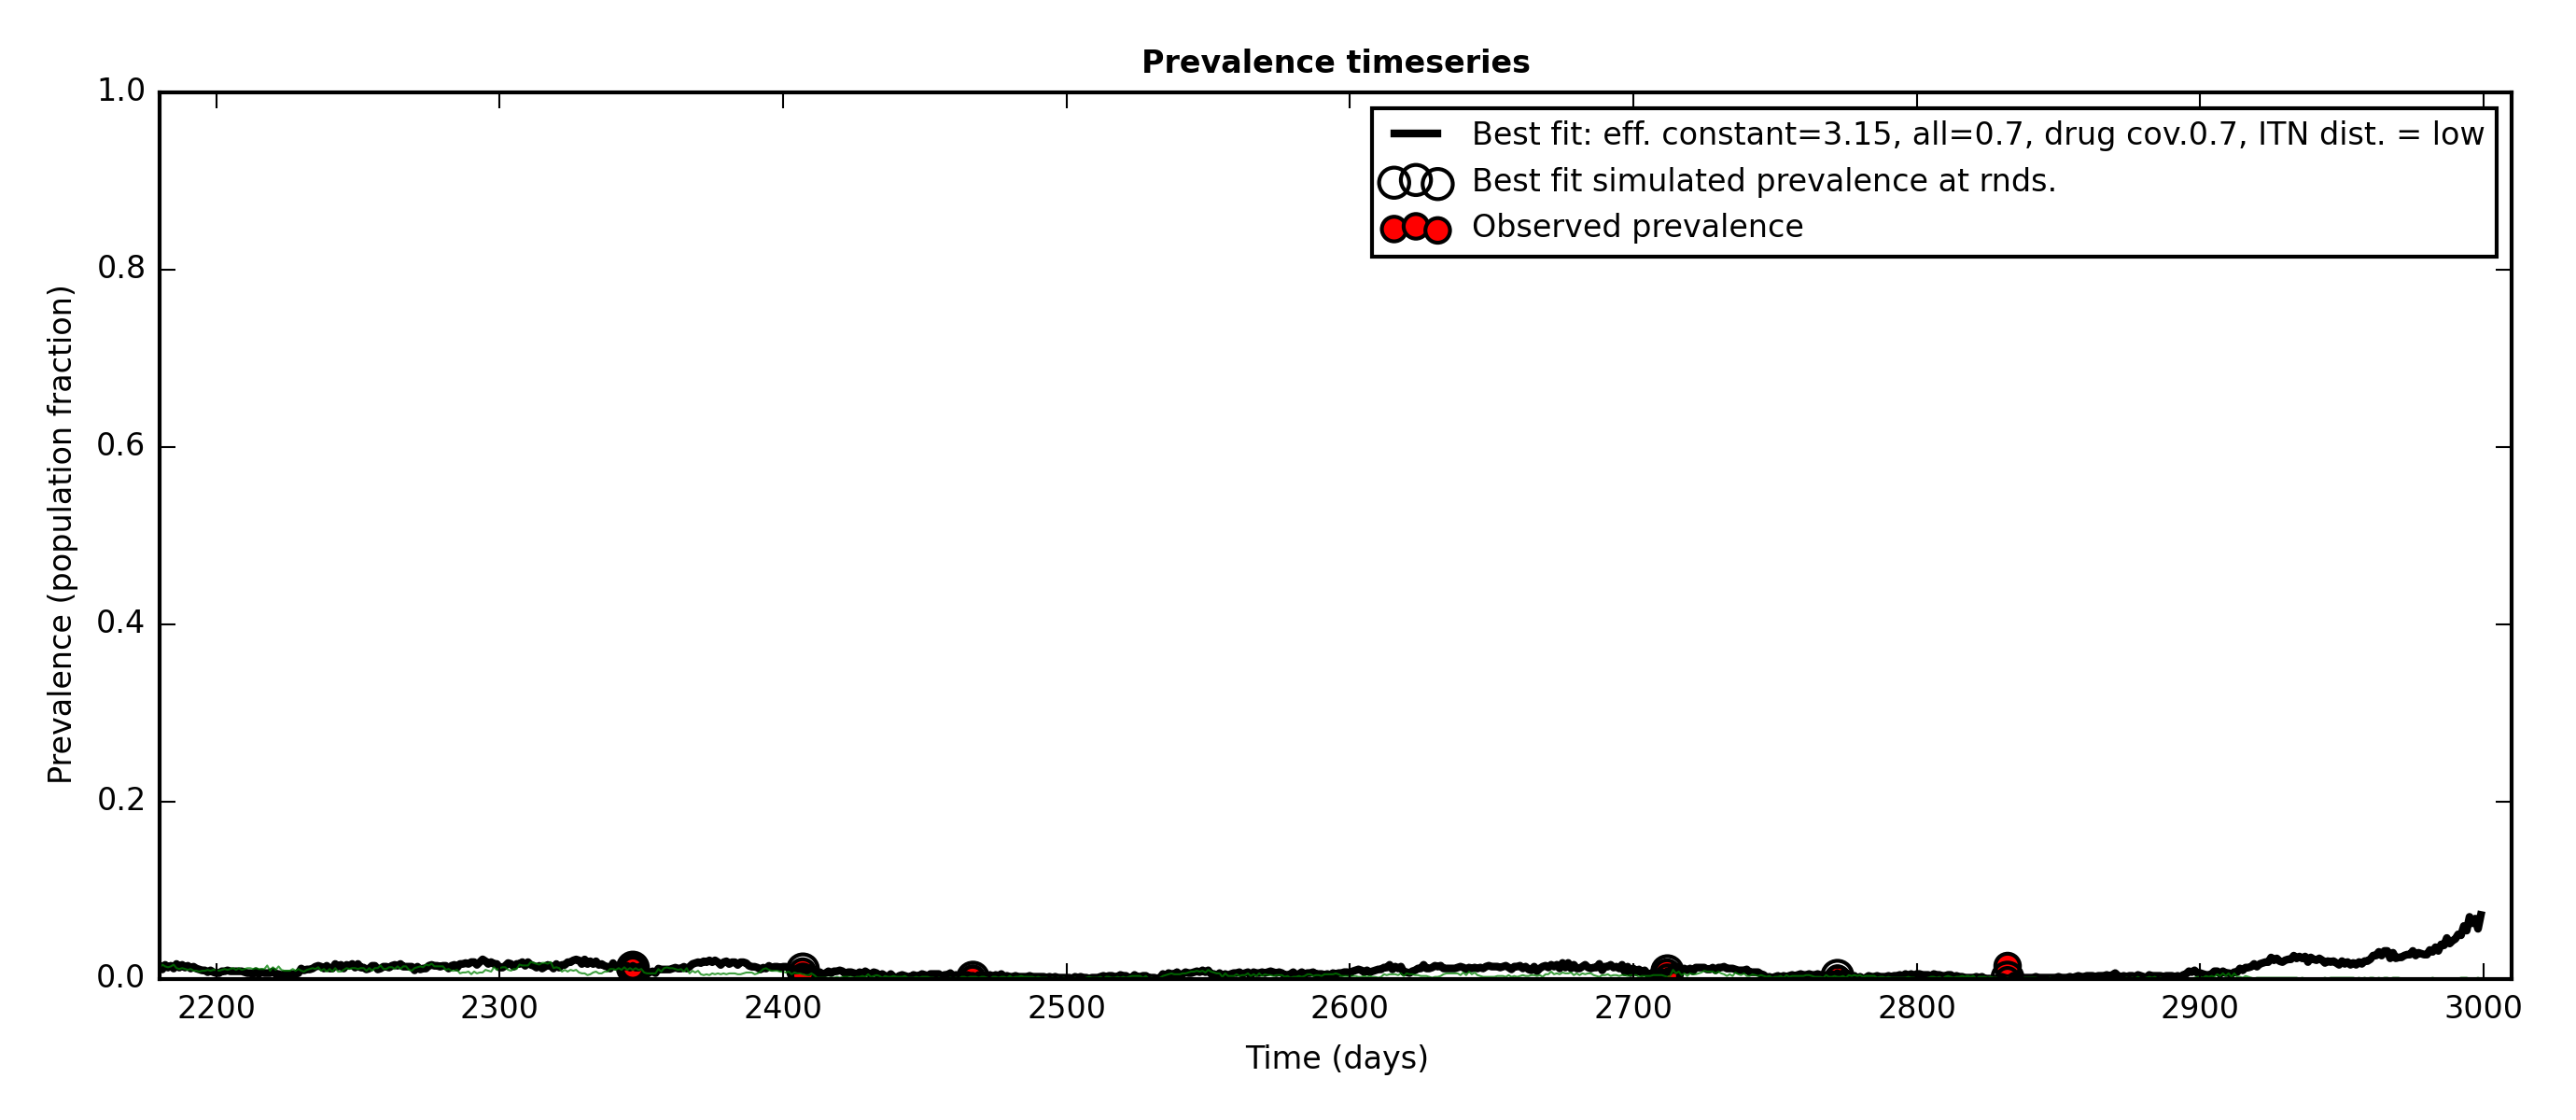 Prevalence timeseries
1.0
0.8
0.6
0.4
0.2
0.0
Prevalence (population fraction)
Best fit: eff. constant=3.15, all=0.7, drug cov.0.7, ITN dist. = low
Best fit simulated prevalence at rnds.
Observed prevalence
2200 2300 2400 2500 2600 2700 2800 2900 3000
Time (days)